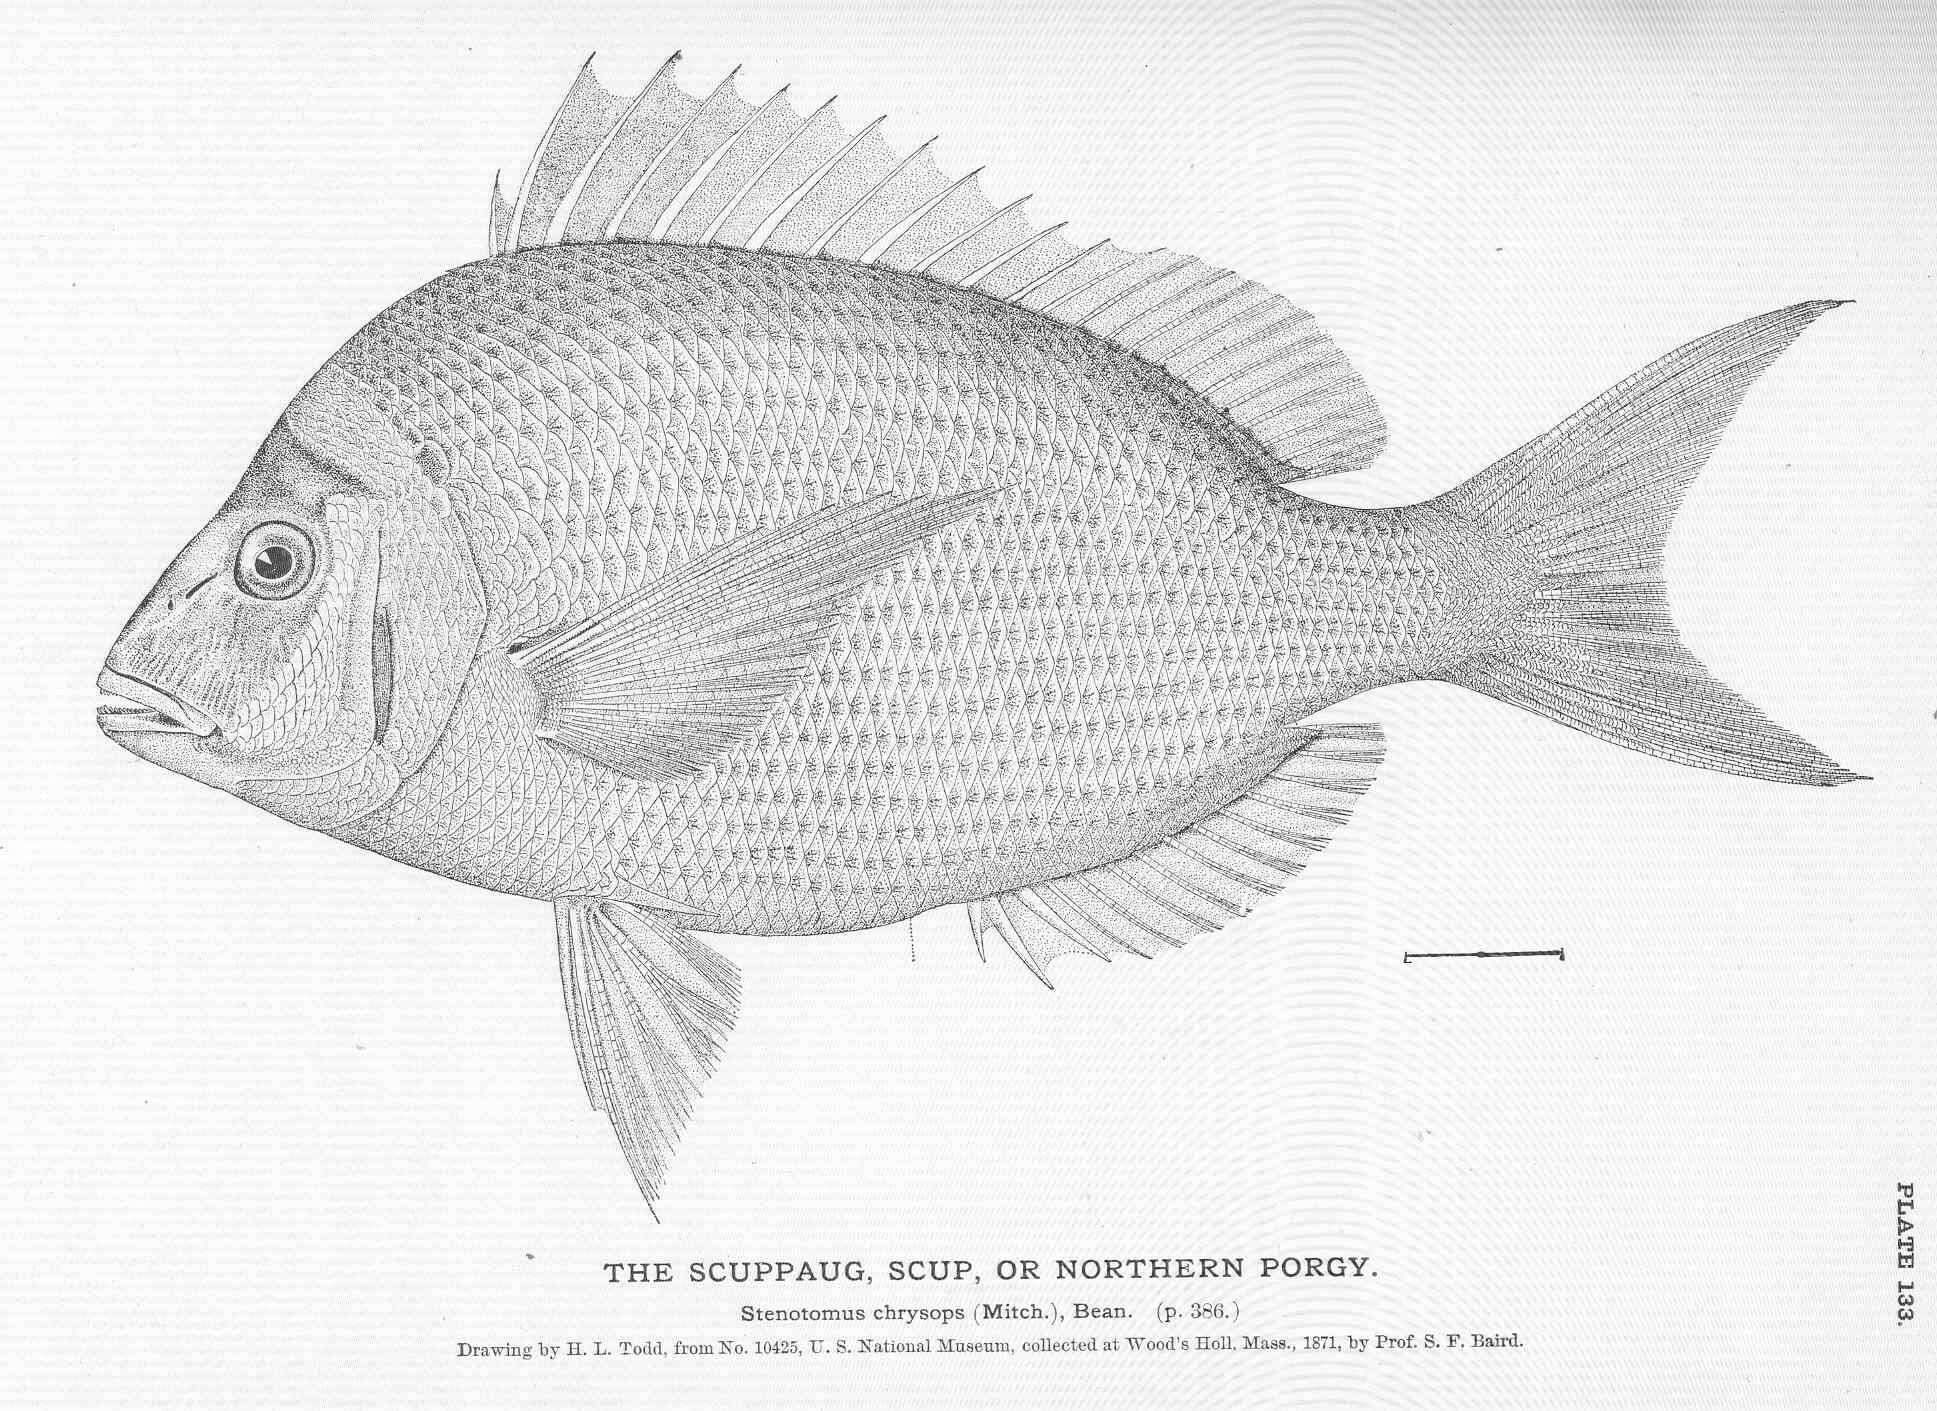 THE SCUPPAUG, SCUP, OR NORTHERN PORGY.
Stenotomus chrysops (Mitch.), Bean. (p. 386.)
Drawing by H. L. Todd, from No. 10425, U. S. National Museum, collected at Wood's Holl, Mass., 1871, by Prof. S. F. Baird.
PLATE 133.